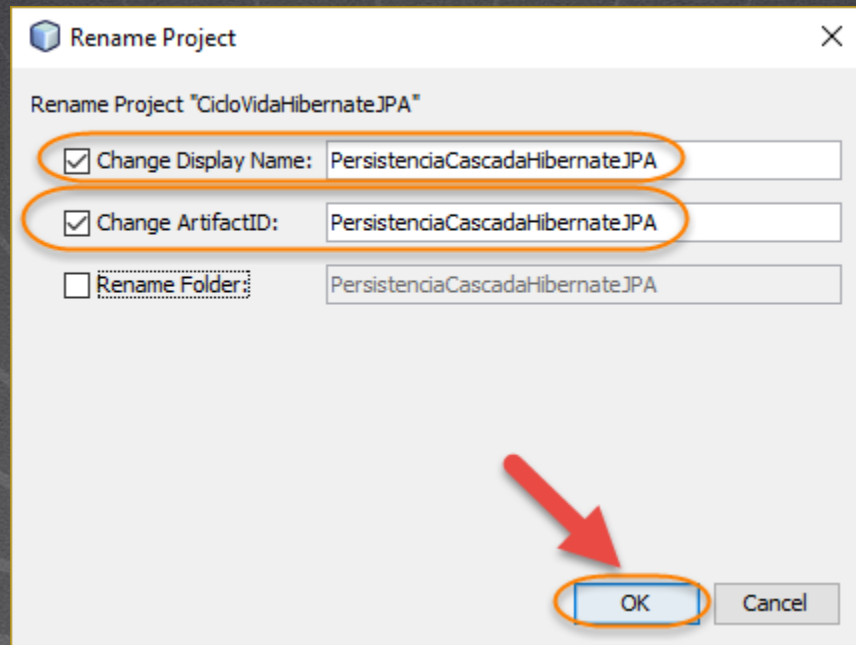 Rename Project
Rename Project "CicloVidaHibernateJPA"
Change Display Name: PersistenciaCascadaHibernateJPA
Change ArtifactID: PersistenciaCascadaHibernateJPA
Rename Folder: PersistenciaCascadaHibernateJPA
OK Cancel